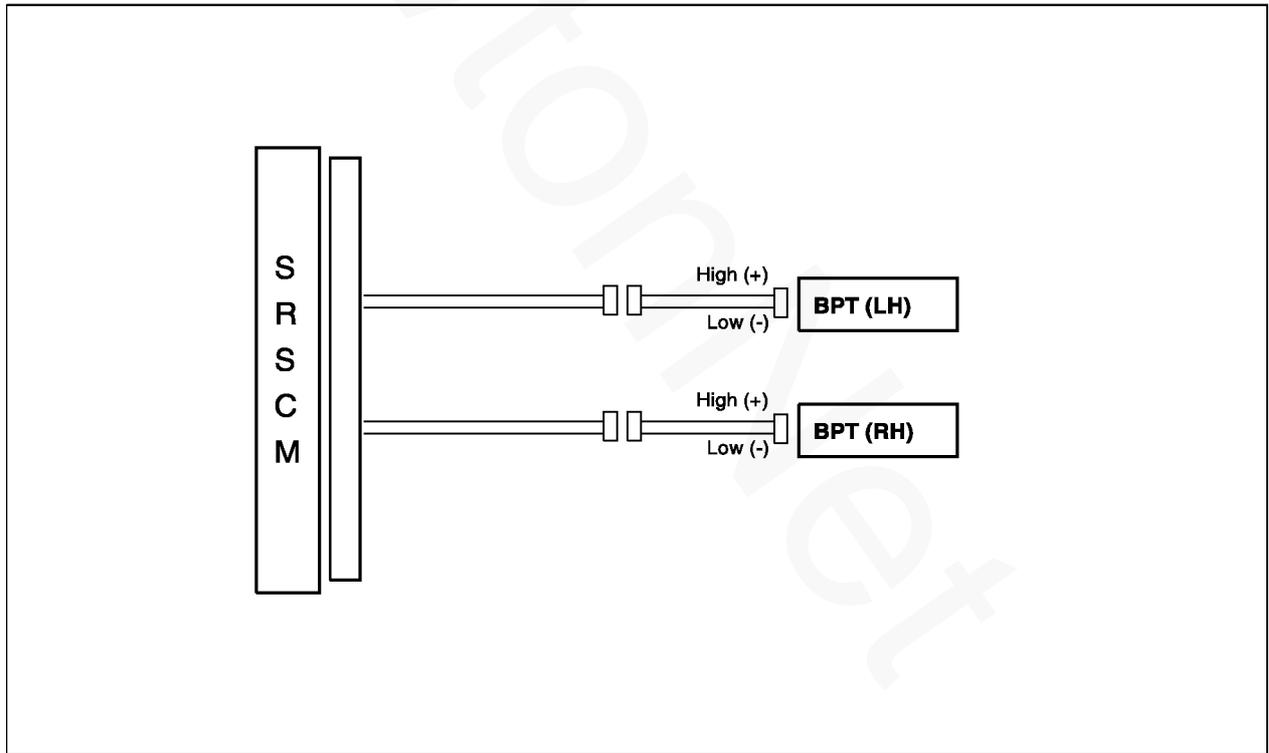 S
R
S
C
M
High (+)
Low (-)
BPT (LH)
High (+)
Low (-)
BPT (RH)